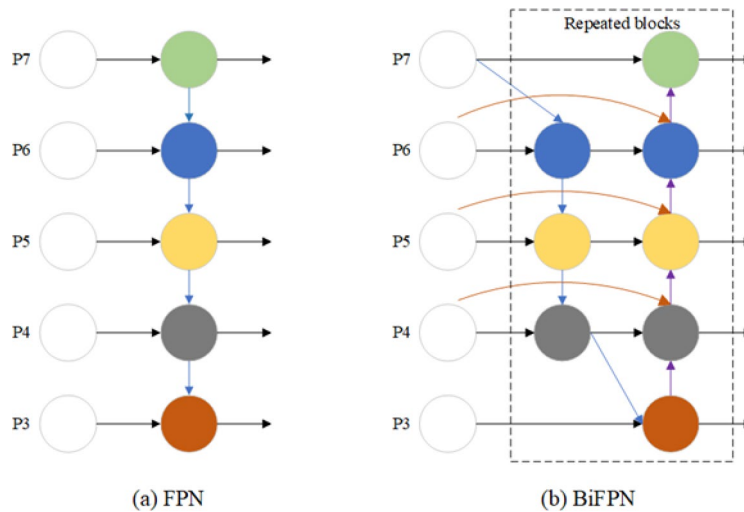 Repeated blocks
P7
P7
P6
P6
P5
P5
P4
P4
P3
P3
(a) FPN
(b) BiFPN